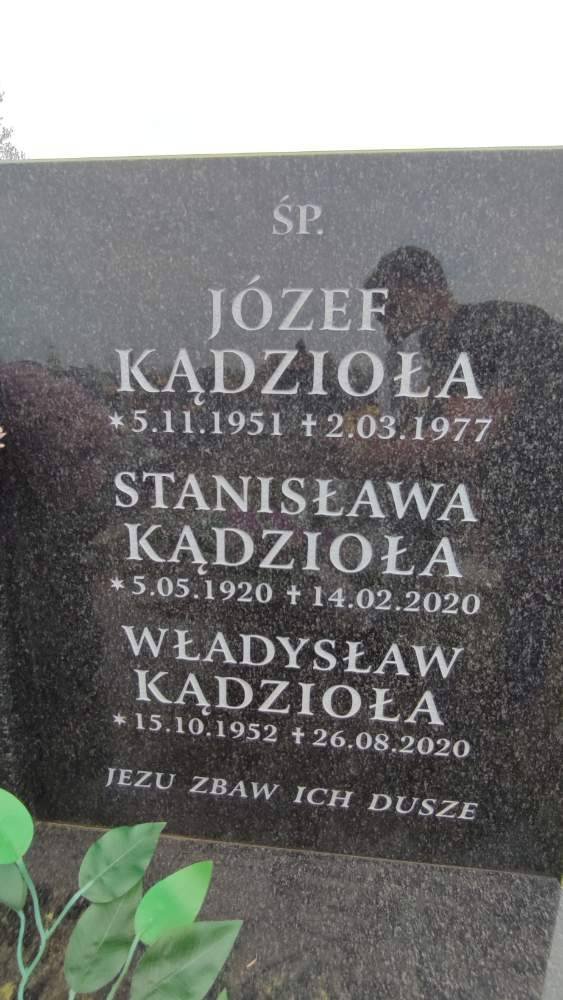 ŚP.
JÓZEF
KĄDZIOŁA
*5.11.1951 †2.03.1977
STANISŁAWA
KĄDZIOŁA
*5.05.1920 †14.02.2020
WŁADYSŁAW
KĄDZIOŁA
*15.10.1952 †26.08.2020
JEZU ZBAW ICH DUSZE